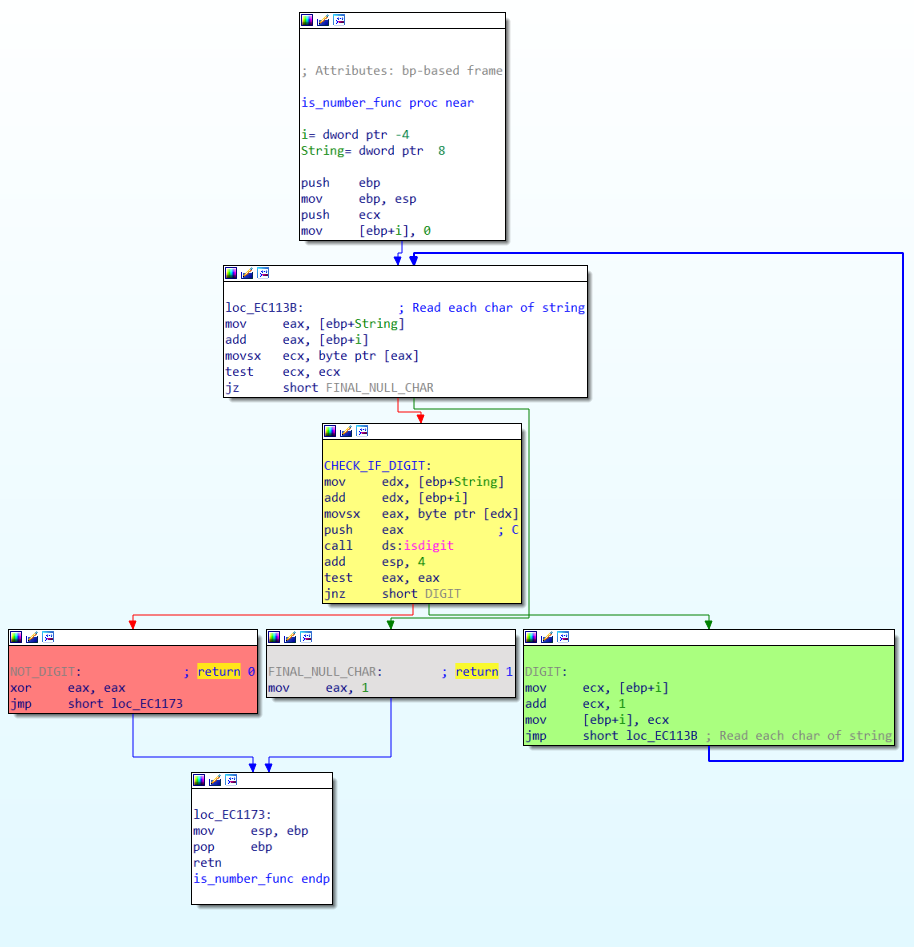 ; Attributes: bp-based frame
is_number_func proc near
i= dword ptr -4
String= dword ptr  8
push    ebp
mov     ebp, esp
push    ecx
mov     [ebp+i], 0
loc_EC113B:             ; Read each char of string
mov     eax, [ebp+String]
add     eax, [ebp+i]
movsx   ecx, byte ptr [eax]
test    ecx, ecx
jz      short FINAL_NULL_CHAR
CHECK_IF_DIGIT:
mov     edx, [ebp+String]
add     edx, [ebp+i]
movsx   eax, byte ptr [edx]
push    eax             ; C
call    ds:isdigit
add     esp, 4
test    eax, eax
jnz     short DIGIT
NOT_DIGIT:              ; return 0
xor     eax, eax
jmp     short loc_EC1173
FINAL_NULL_CHAR:        ; return 1
mov     eax, 1
DIGIT:
mov     ecx, [ebp+i]
add     ecx, 1
mov     [ebp+i], ecx
jmp     short loc_EC113B ; Read each char of string
loc_EC1173:
mov     esp, ebp
pop     ebp
retn
is_number_func endp